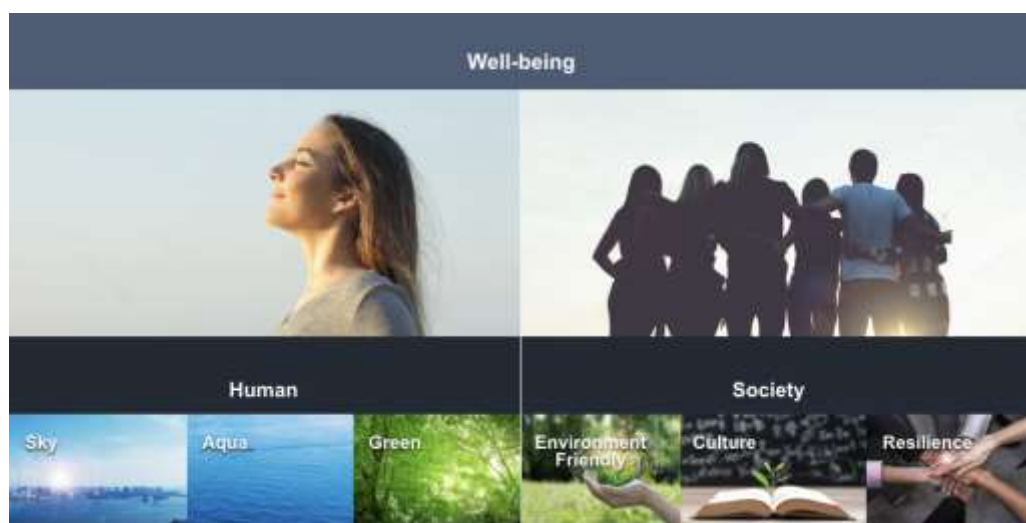 Well-being
Human
Society
Sky
Aqua
Green
Environment
Friendly
Culture
Resilience